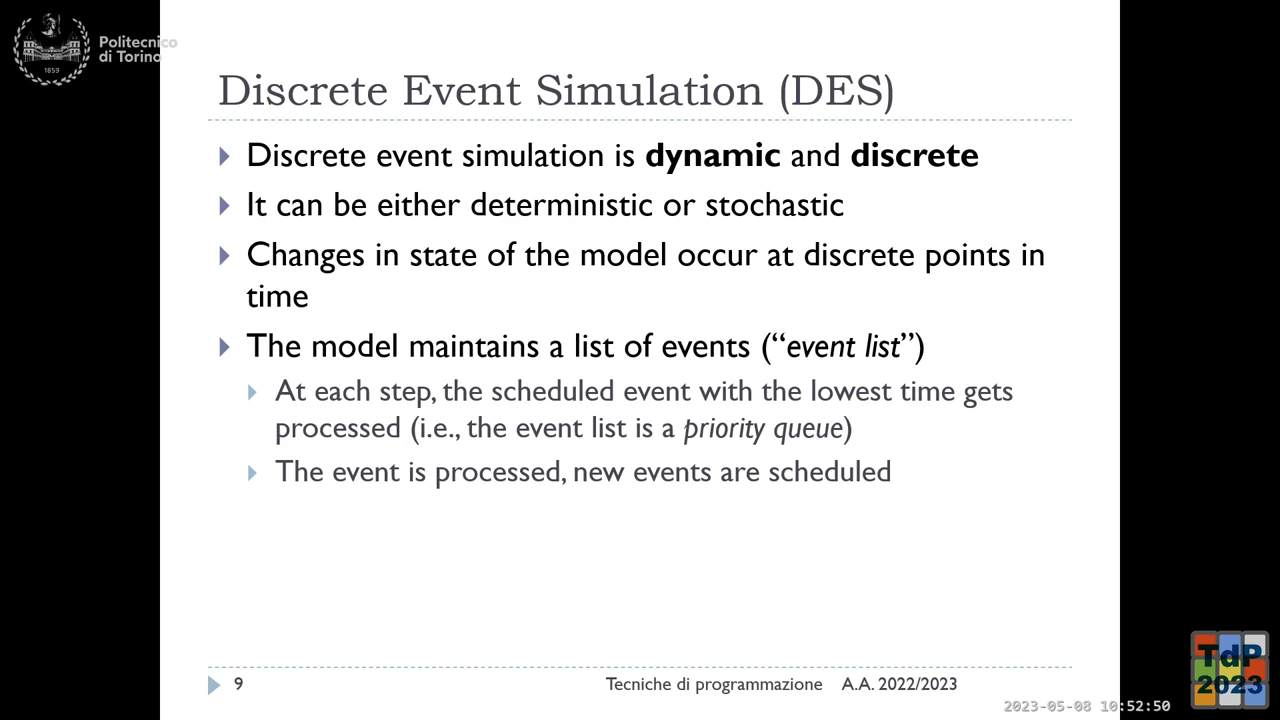 Politecnico
di Torino
1859
Discrete Event Simulation (DES)
Discrete event simulation is dynamic and discrete
It can be either deterministic or stochastic
Changes in state of the model occur at discrete points in
time
The model maintains a list of events (“event list”)
At each step, the scheduled event with the lowest time gets
processed (i.e., the event list is a priority queue)
The event is processed, new events are scheduled
9
Tecniche di programmazione A.A. 2022/2023
TdP
2023
2023-05-08 10:52:50